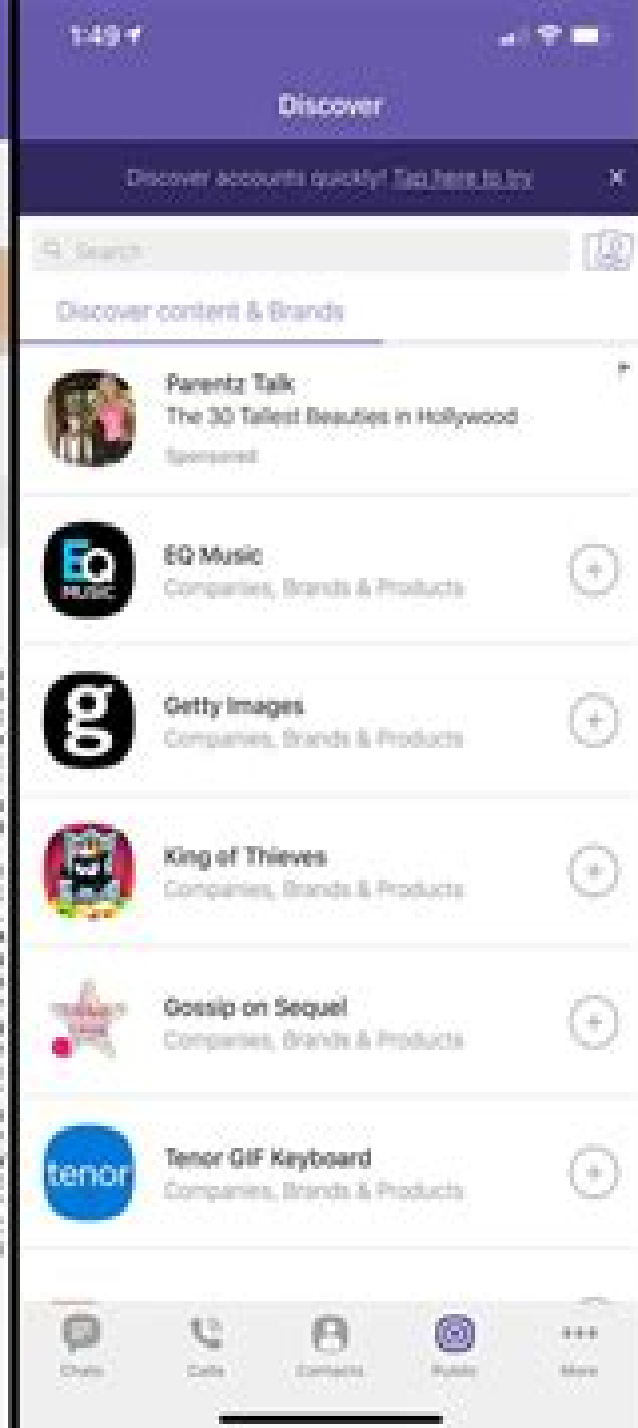 1:49
Discover
Discover accounts quickly! Tap here to try
Search
Discover content & Brands
Parentz Talk
The 30 Tallest Beauties in Hollywood
Sponsored
EQ MUSIC
EQ Music
Companies, Brands & Products
g
Getty Images
Companies, Brands & Products
King of Thieves
Companies, Brands & Products
Gossip on Sequel
Companies, Brands & Products
tenor
Tenor GIF Keyboard
Companies, Brands & Products
Chats
Calls
Contacts
Public
More